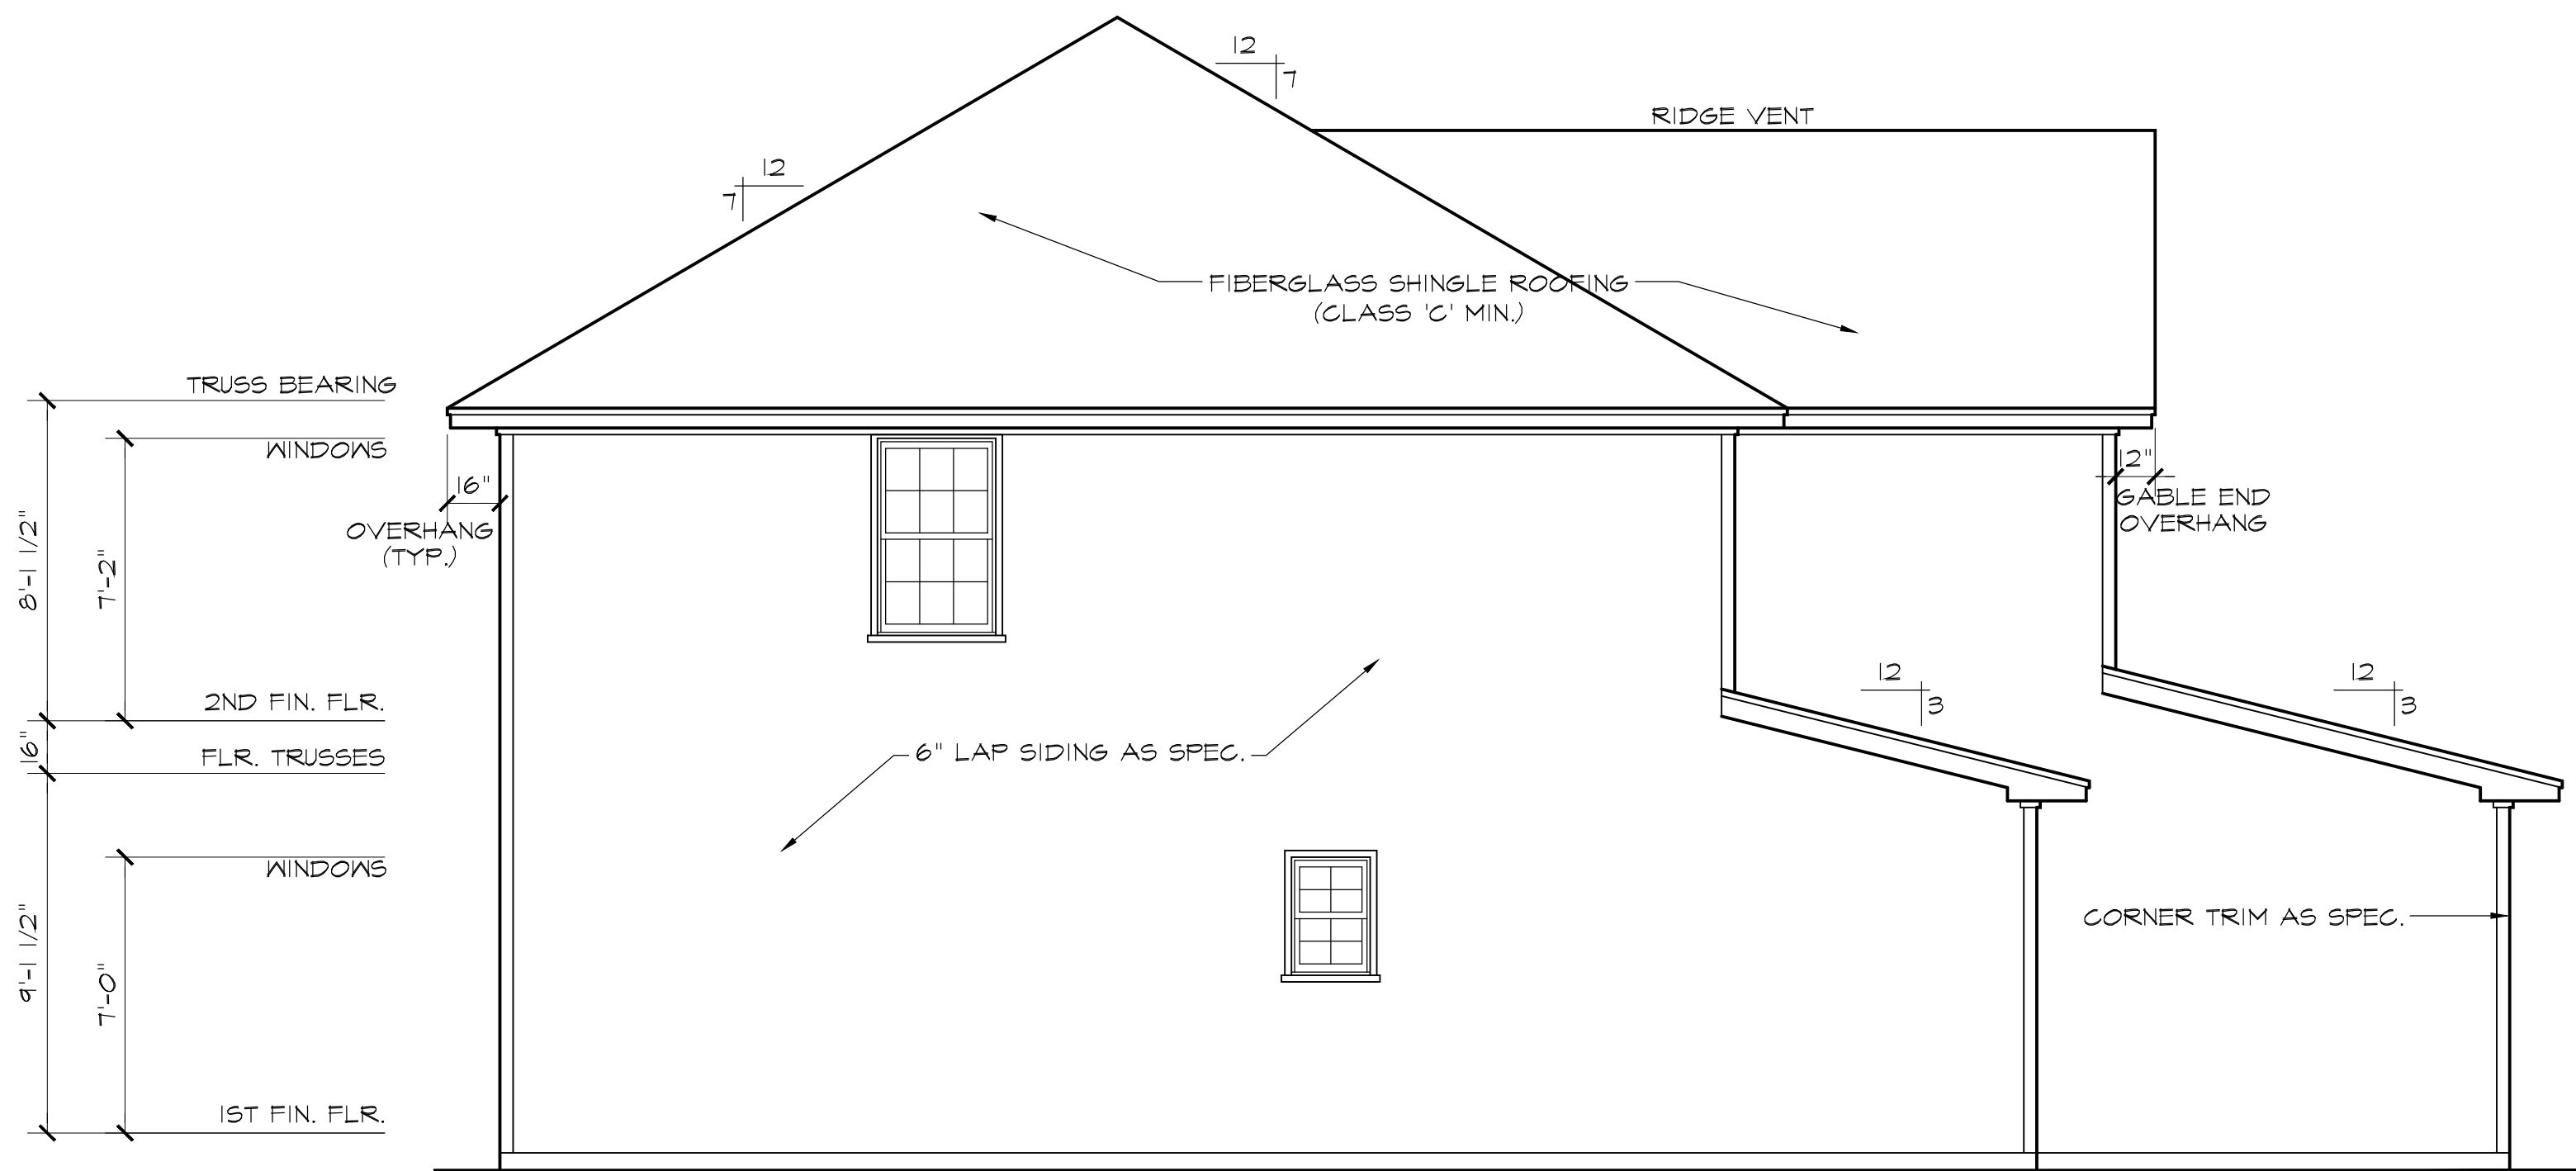 12
7
RIDGE VENT
12
7
FIBERGLASS SHINGLE ROOFING
(CLASS 'C' MIN.)
TRUSS BEARING
WINDOWS
16"
OVERHANG
(TYP.)
12"
GABLE END
OVERHANG
8'-1 1/2"
7'-2"
2ND FIN. FLR.
12
3
12
3
16"
FLR. TRUSSES
6" LAP SIDING AS SPEC.
WINDOWS
9'-1 1/2"
7'-0"
CORNER TRIM AS SPEC.
1ST FIN. FLR.